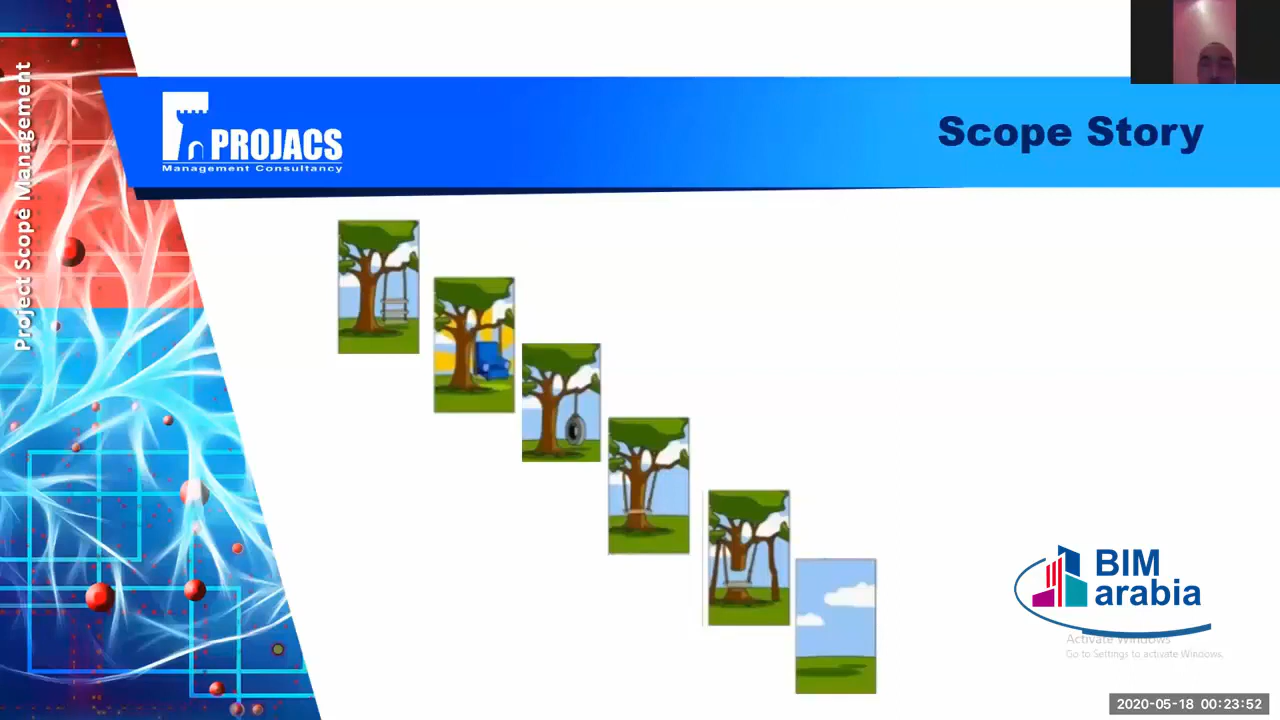 Project Scope Management
PROJACS
Management Consultancy
Scope Story
BIM
arabia
Activate Windows
Go to Settings to activate Windows.
2020-05-18 00:23:52